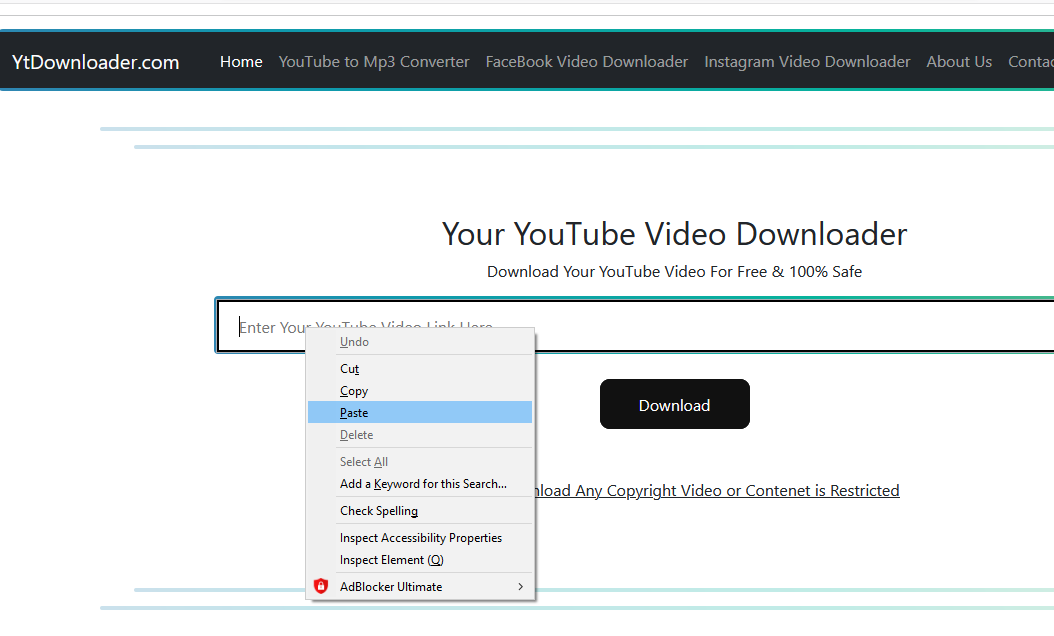 YtDownloader.com Home YouTube to Mp3 Converter FaceBook Video Downloader Instagram Video Downloader About Us
Your YouTube Video Downloader
Download Your YouTube Video For Free & 100% Safe
Enter Your YouTube Video Link Here
Undo
Cut
Copy
Paste
Delete
Select All
Add a Keyword for this Search...
Check Spelling
Inspect Accessibility Properties
Inspect Element (Q)
AdBlocker Ultimate
Download
Any Copyright Video or Contenet is Restricted